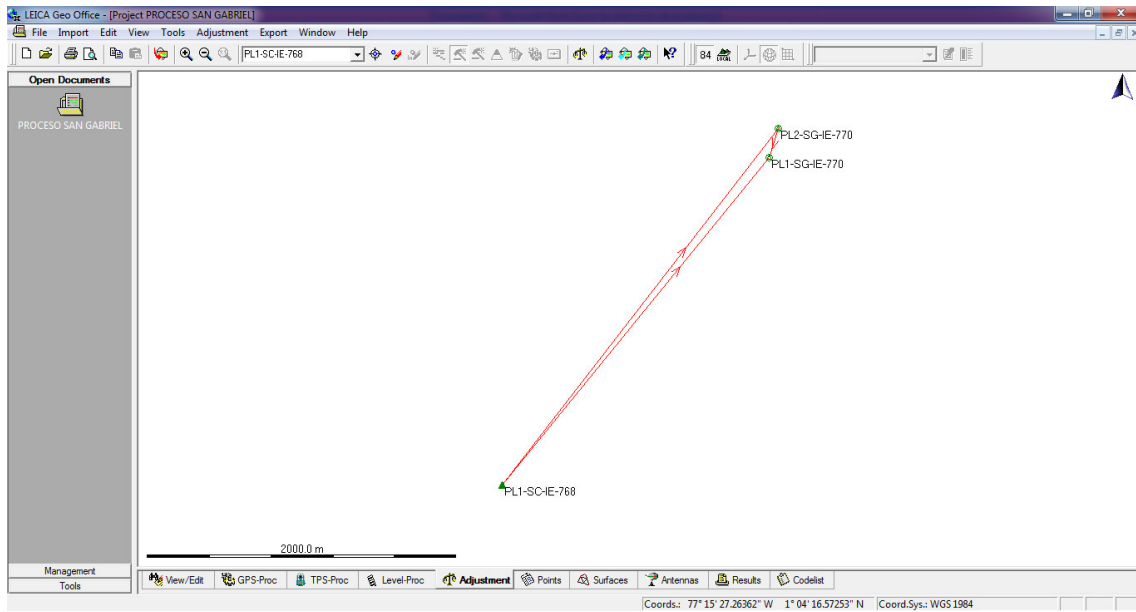 LEICA Geo Office - [Project PROCESO SAN GABRIEL]
File Import Edit View Tools Adjustment Export Window Help
PL1-SC-IE-768
84
LOCAL
Open Documents
PROCESO SAN GABRIEL
PL2-SG-IE-770
PL1-SG-IE-770
PL1-SC-IE-768
2000.0 m
Management
Tools
View/Edit GPS-Proc TPS-Proc Level-Proc Adjustment Points Surfaces Antennas Results Codelist
Coords.: 77° 15' 27.26362" W 1° 04' 16.57253" N Coord.Sys.: WGS 1984